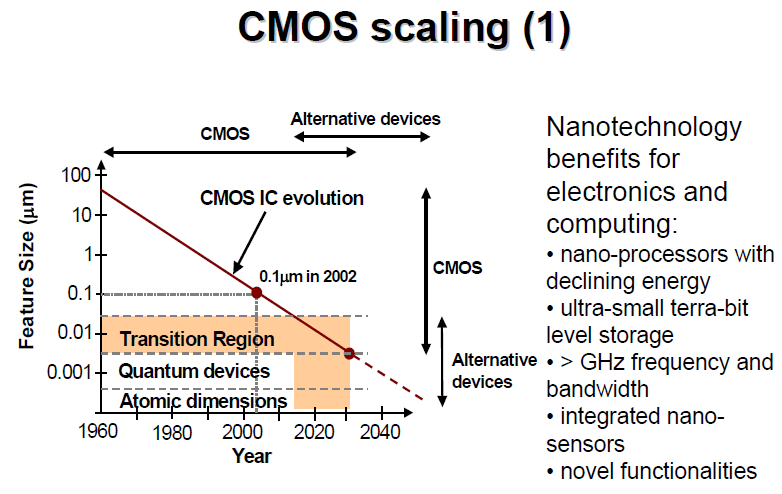 CMOS scaling (1)
Alternative devices
CMOS
100
10
1
0.1
0.01
0.001
Feature Size (μm)
CMOS IC evolution
0.1μm in 2002
Transition Region
Quantum devices
Atomic dimensions
1960
1980
2000
2020
2040
Year
CMOS
Alternative
devices
Nanotechnology
benefits for
electronics and
computing:
• nano-processors with
declining energy
• ultra-small terra-bit
level storage
• > GHz frequency and
bandwidth
• integrated nano-
sensors
• novel functionalities